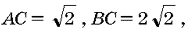 AC = √2 , BC = 2√2 ,